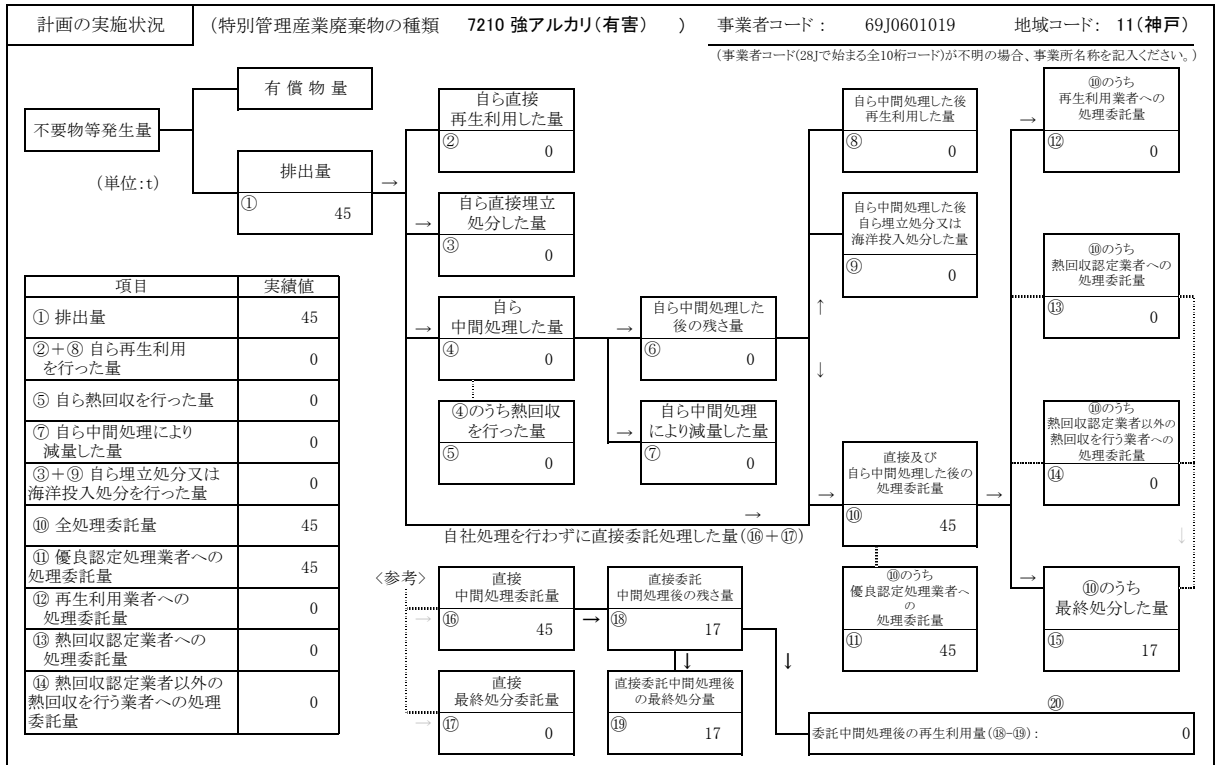 計画の実施状況
(特別管理産業廃棄物の種類 7210 強アルカリ(有害) )
事業者コード: 69J0601019 地域コード: 11(神戸)
(事業者コード(28Jで始まる全10桁コード)が不明の場合、事業所名称を記入ください。)
不要物等発生量
(単位:t)
有 償 物 量
排出量
① 45
→
自ら直接
再生利用した量
② 0
→
自ら直接埋立
処分した量
③ 0
→
自ら
中間処理した量
④ 0
④のうち熱回収
を行った量
⑤ 0
→
自ら中間処理した
後の残さ量
⑥ 0
→
自ら中間処理
により減量した量
⑦ 0
自ら中間処理した後
再生利用した量
⑧ 0
自ら中間処理した後
自ら埋立処分又は
海洋投入処分した量
⑨ 0
↑
↓
→
直接及び
自ら中間処理した後の
処理委託量
⑩ 45
→
⑩のうち
優良認定処理業者へ
の
処理委託量
⑪ 45
→
⑩のうち
再生利用業者への
処理委託量
⑫ 0
⑩のうち
熱回収認定業者への
処理委託量
⑬ 0
⑩のうち
熱回収認定業者以外の
熱回収を行う業者への
処理委託量
⑭ 0
↓
→
⑩のうち
最終処分した量
⑮ 17
→
自社処理を行わずに直接委託処理した量(⑯+⑰)
<参考>
→
直接
中間処理委託量
⑯ 45
→
直接委託
中間処理後の残さ量
⑱ 17
↓
↓
→
直接
最終処分委託量
⑰ 0
直接委託中間処理後
の最終処分量
⑲ 17
⑳
委託中間処理後の再生利用量(⑱-⑲): 0
項目 実績値
① 排出量 45
②+⑧ 自ら再生利用
を行った量 0
⑤ 自ら熱回収を行った量 0
⑦ 自ら中間処理により
減量した量 0
③+⑨ 自ら埋立処分又は
海洋投入処分を行った量 0
⑩ 全処理委託量 45
⑪ 優良認定処理業者への
処理委託量 45
⑫ 再生利用業者への
処理委託量 0
⑬ 熱回収認定業者への
処理委託量 0
⑭ 熱回収認定業者以外の
熱回収を行う業者への処理
委託量 0